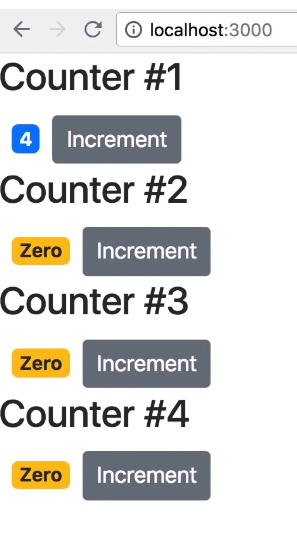 localhost:3000
Counter #1
4 Increment
Counter #2
Zero Increment
Counter #3
Zero Increment
Counter #4
Zero Increment